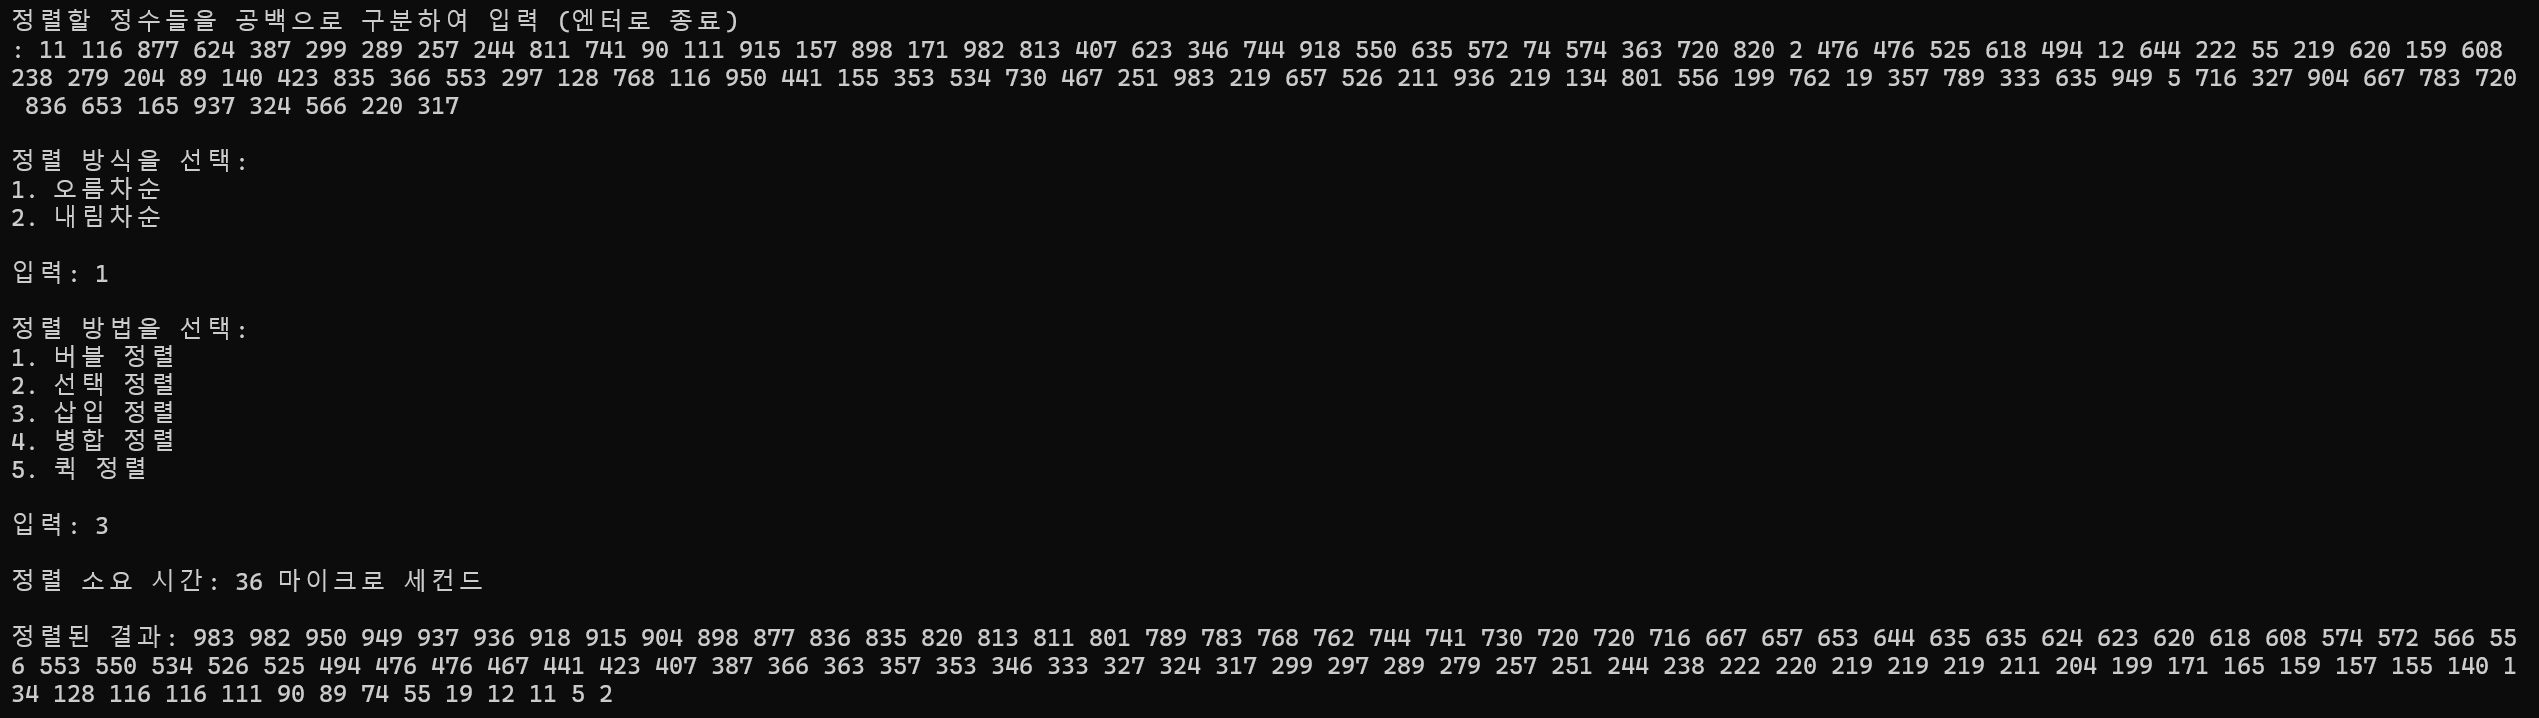 정렬할 정수들을 공백으로 구분하여 입력 (엔터로 종료)
: 11 116 877 624 387 299 289 257 244 811 741 90 111 915 157 898 171 982 813 407 623 346 744 918 550 635 572 74 574 363 720 820 2 476 476 525 618 494 12 644 222 55 219 620 159 608
238 279 204 89 140 423 835 366 553 297 128 768 116 950 441 155 353 534 730 467 251 983 219 657 526 211 936 219 134 801 556 199 762 19 357 789 333 635 949 5 716 327 904 667 783 720
836 653 165 937 324 566 220 317
정렬 방식을 선택:
1. 오름차순
2. 내림차순
입력: 1
정렬 방법을 선택:
1. 버블 정렬
2. 선택 정렬
3. 삽입 정렬
4. 병합 정렬
5. 퀵 정렬
입력: 3
정렬 소요 시간: 36 마이크로 세컨드
정렬된 결과: 983 982 950 949 937 936 918 915 904 898 877 836 835 820 813 811 801 789 783 768 762 744 741 730 720 720 716 667 657 653 644 635 635 624 623 620 618 608 574 572 566 55
6 553 550 534 526 525 494 476 476 467 441 423 407 387 366 363 357 353 346 333 327 324 317 299 297 289 279 257 251 244 238 222 220 219 219 219 211 204 199 171 165 159 157 155 140 1
34 128 116 116 111 90 89 74 55 19 12 11 5 2